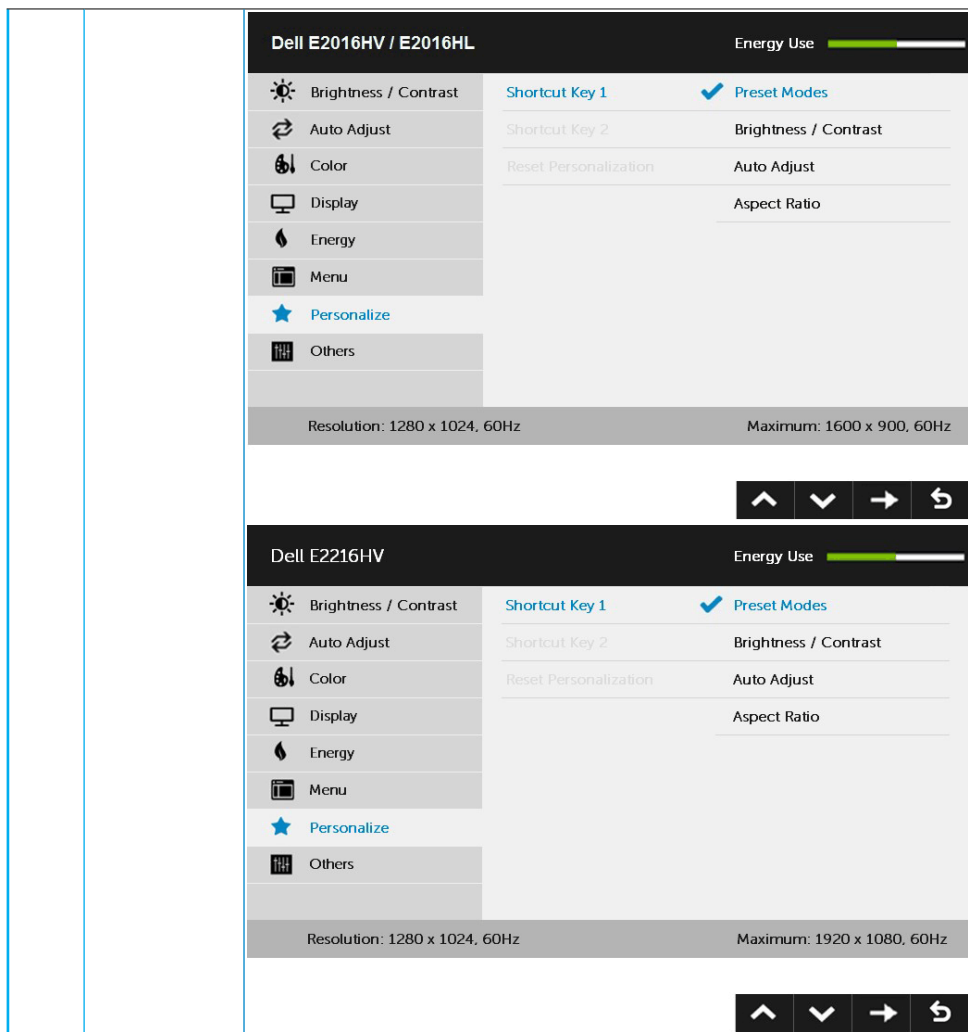 Dell E2016HV / E2016HL Energy Use
Brightness / Contrast Shortcut Key 1 Preset Modes
Auto Adjust Shortcut Key 2 Brightness / Contrast
Color Reset Personalization Auto Adjust
Display Aspect Ratio
Energy
Menu
Personalize
Others
Resolution: 1280 x 1024, 60Hz Maximum: 1600 x 900, 60Hz
Dell E2216HV Energy Use
Brightness / Contrast Shortcut Key 1 Preset Modes
Auto Adjust Shortcut Key 2 Brightness / Contrast
Color Reset Personalization Auto Adjust
Display Aspect Ratio
Energy
Menu
Personalize
Others
Resolution: 1280 x 1024, 60Hz Maximum: 1920 x 1080, 60Hz